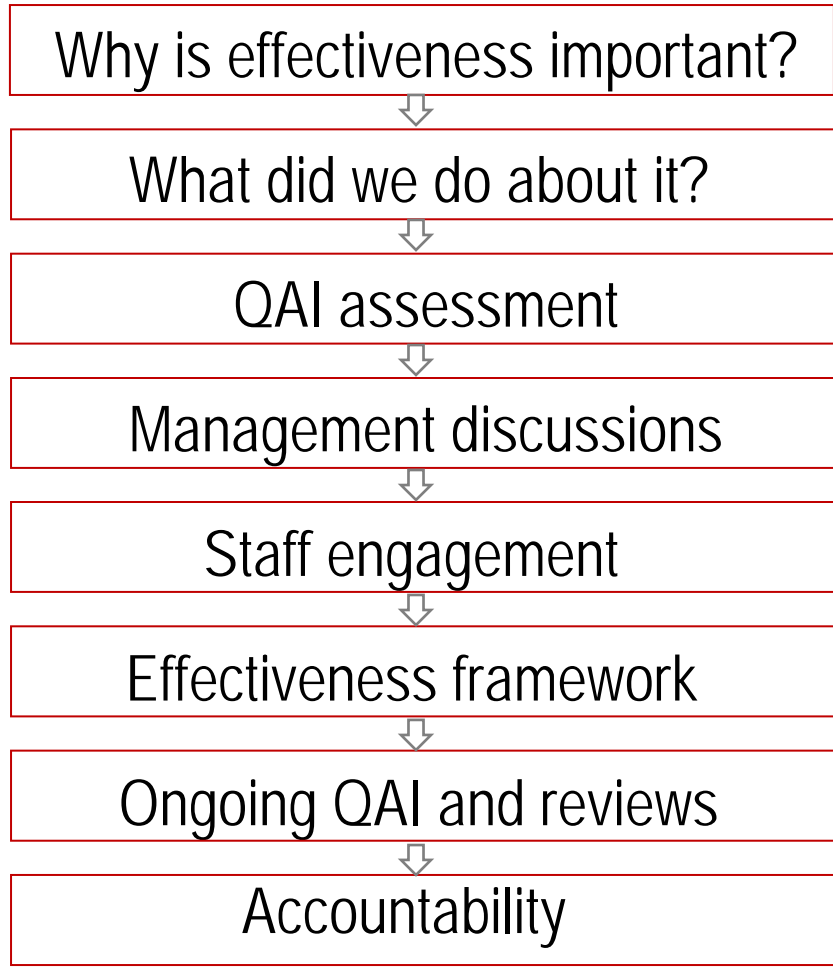 Why is effectiveness important?
What did we do about it?
QAI assessment
Management discussions
Staff engagement
Effectiveness framework
Ongoing QAI and reviews
Accountability